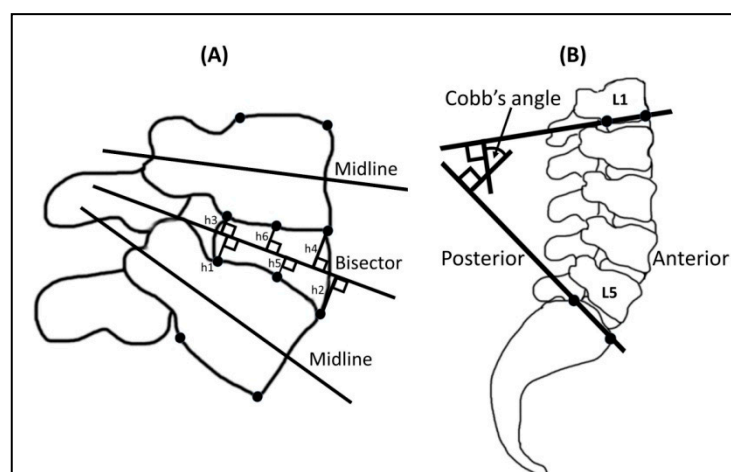 (A)
Midline
h3
h6
h4
h1
h5
Bisector
h2
Midline
(B)
L1
Cobb's angle
Posterior
Anterior
L5